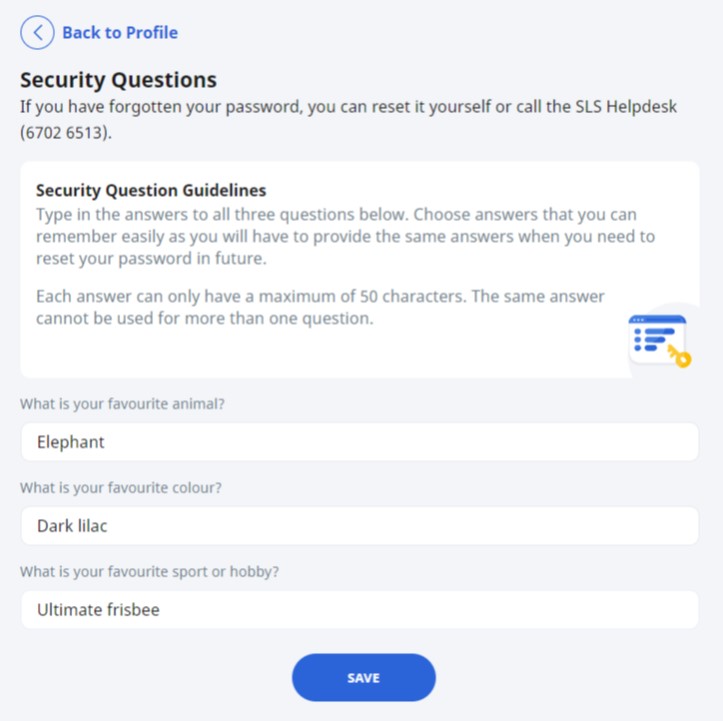 Back to Profile
Security Questions
If you have forgotten your password, you can reset it yourself or call the SLS Helpdesk
(6702 6513).
Security Question Guidelines
Type in the answers to all three questions below. Choose answers that you can
remember easily as you will have to provide the same answers when you need to
reset your password in future.
Each answer can only have a maximum of 50 characters. The same answer
cannot be used for more than one question.
What is your favourite animal?
Elephant
What is your favourite colour?
Dark lilac
What is your favourite sport or hobby?
Ultimate frisbee
SAVE